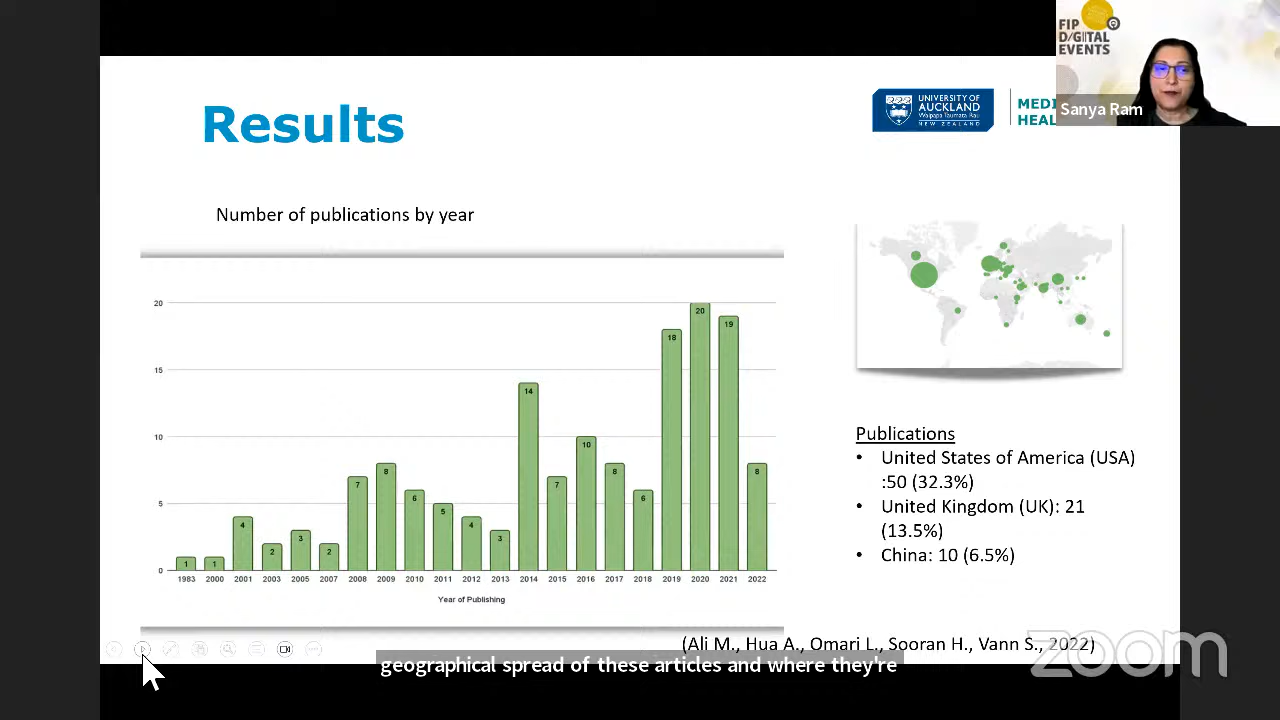 FIP
DIGITAL
EVENTS
Sanya Ram
Results
UNIVERSITY OF
AUCKLAND
Waipapa Taumata Rau
NEW ZEALAND
MEDI
HEAL
Number of publications by year
20
15
10
5
0
1
1
4
2
3
2
7
8
6
5
4
3
14
7
10
8
6
18
20
19
8
1983 2000 2001 2003 2005 2007 2008 2009 2010 2011 2012 2013 2014 2015 2016 2017 2018 2019 2020 2021 2022
Year of Publishing
Publications
• United States of America (USA)
:50 (32.3%)
• United Kingdom (UK): 21
(13.5%)
• China: 10 (6.5%)
(Ali M., Hua A., Omari L., Sooran H., Vann S., 2022)
zoom
geographical spread of these articles and where they're